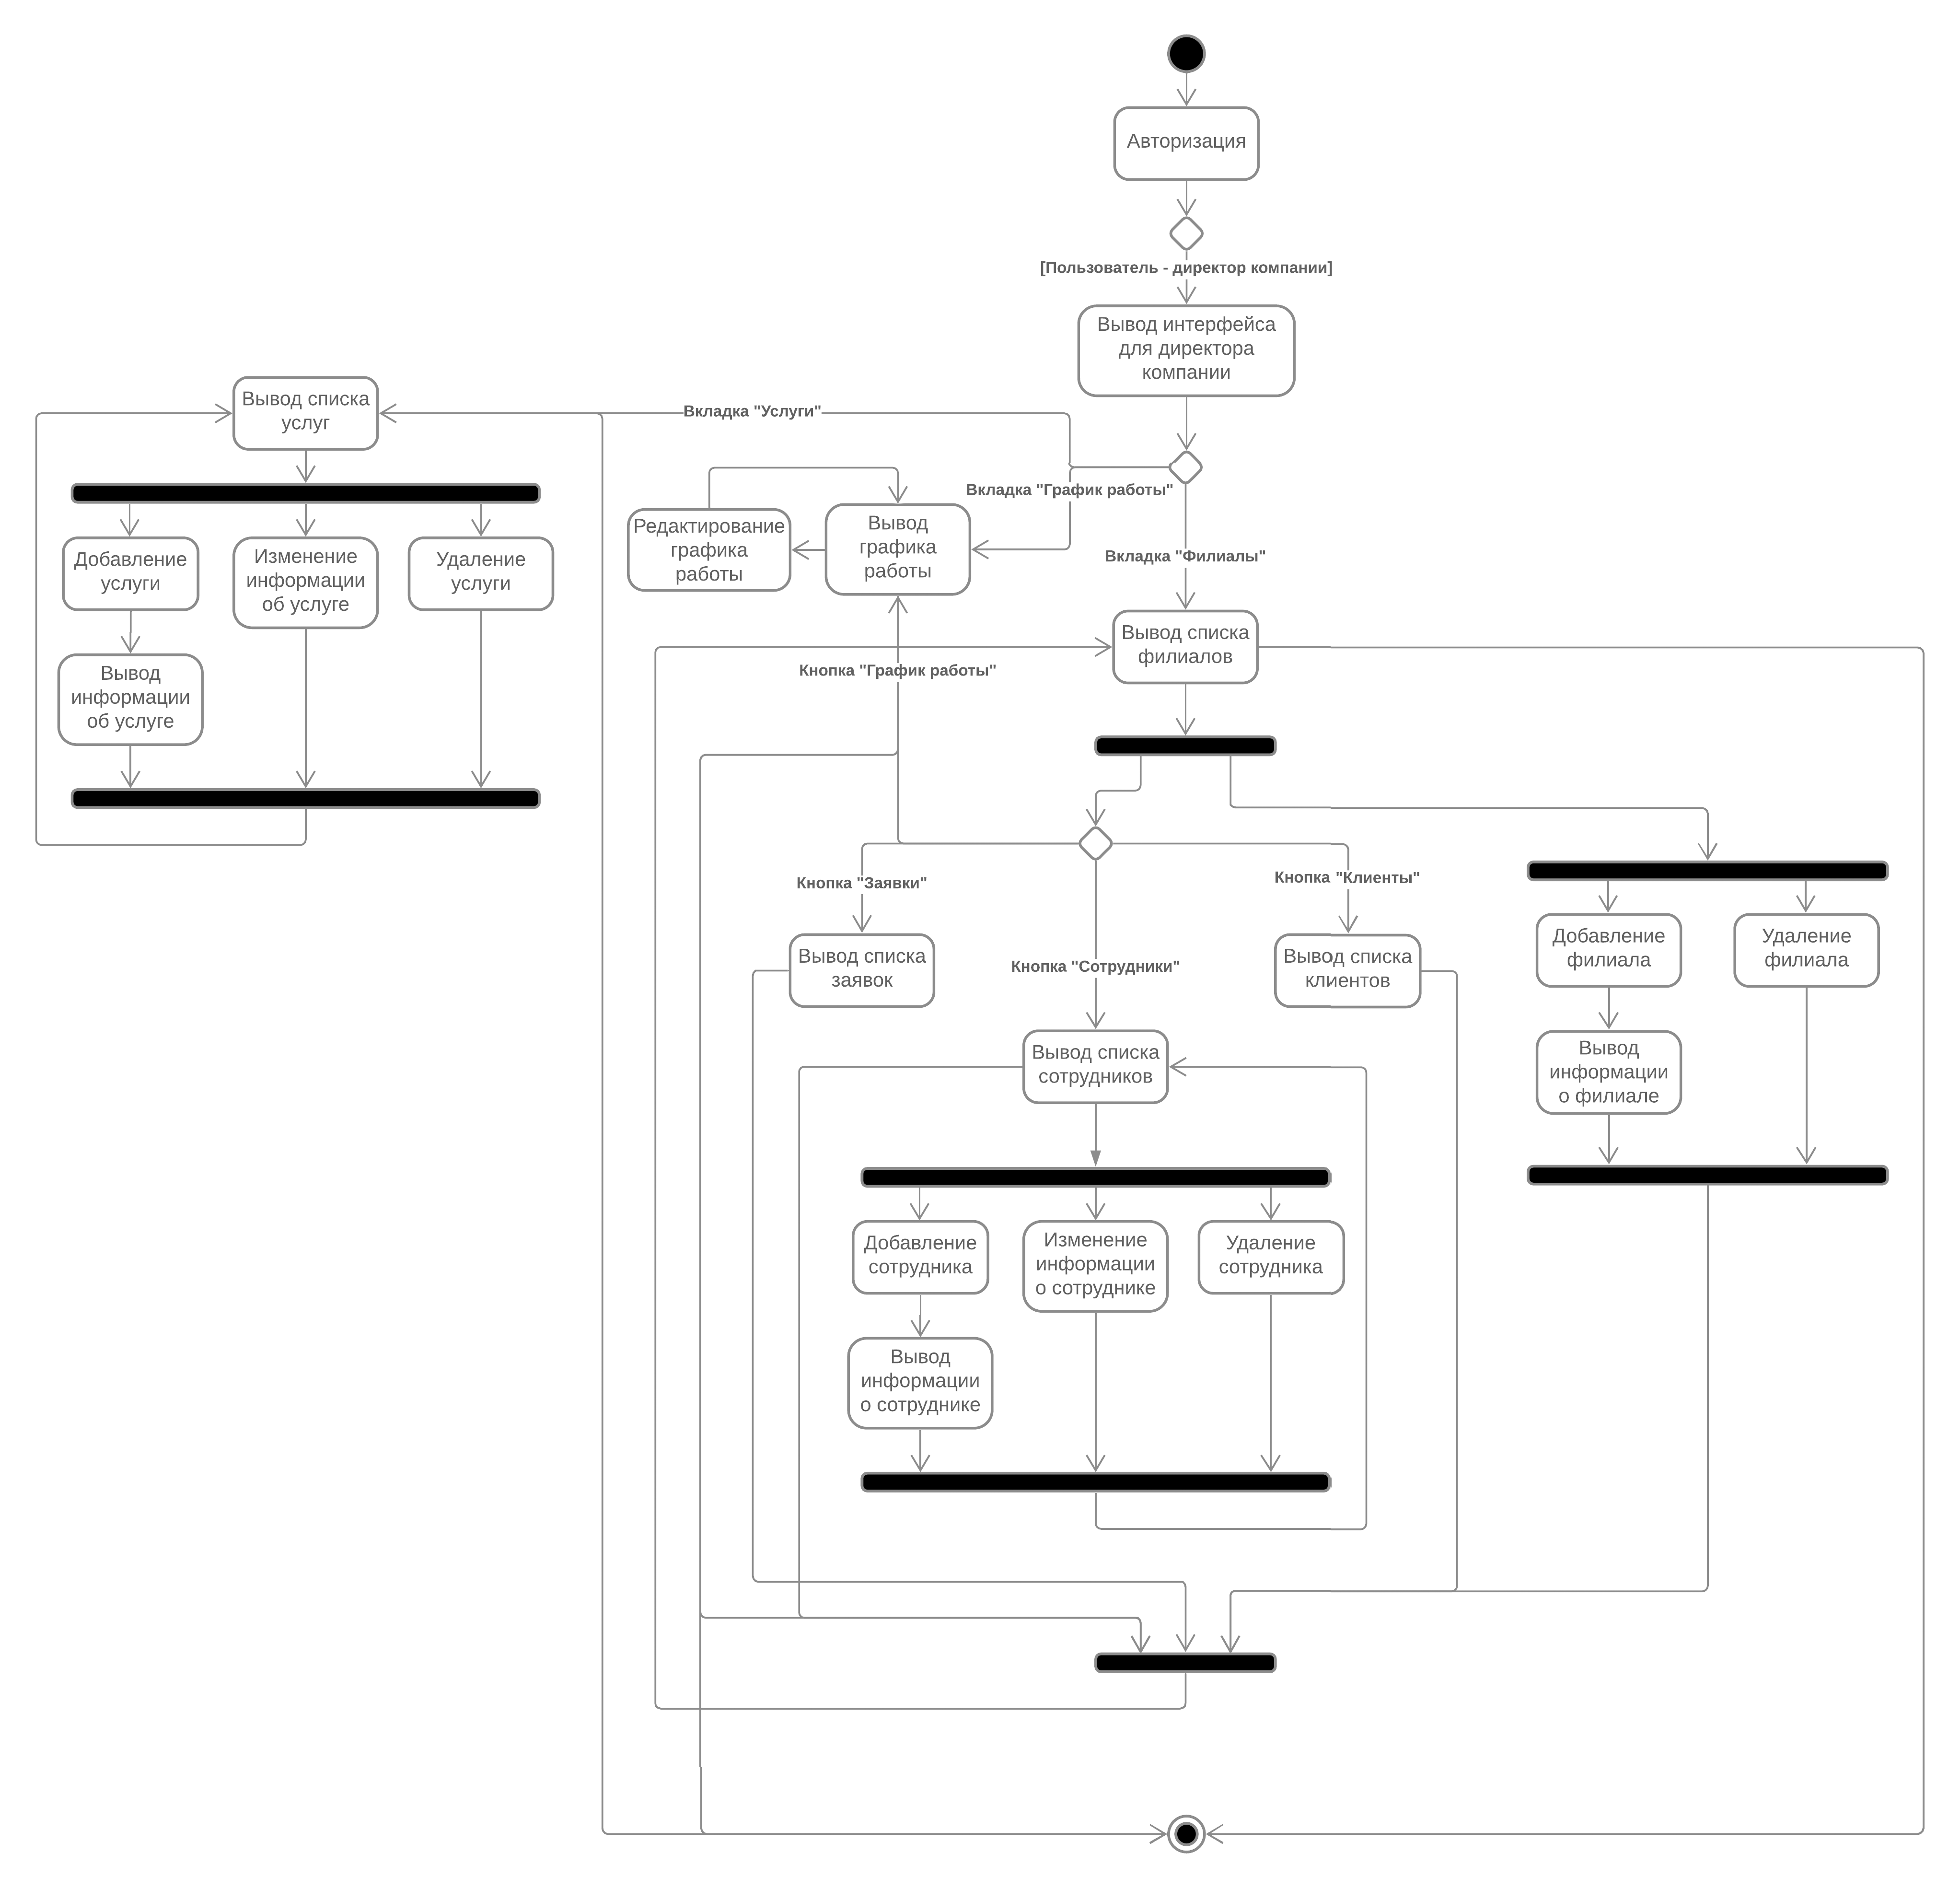 Авторизация
[Пользователь - директор компании]
Вывод интерфейса
для директора
компании
Вывод списка
услуг
Вкладка "Услуги"
Вкладка "График работы"
Редактирование
графика
работы
Вывод
графика
работы
Вкладка "Филиалы"
Добавление
услуги
Изменение
информации
об услуге
Удаление
услуги
Вывод списка
филиалов
Вывод
информации
об услуге
Кнопка "График работы"
Кнопка "Заявки"
Кнопка "Клиенты"
Вывод списка
заявок
Кнопка "Сотрудники"
Вывод списка
клиентов
Добавление
филиала
Удаление
филиала
Вывод списка
сотрудников
Вывод
информации
о филиале
Добавление
сотрудника
Изменение
информации
о сотруднике
Удаление
сотрудника
Вывод
информации
о сотруднике